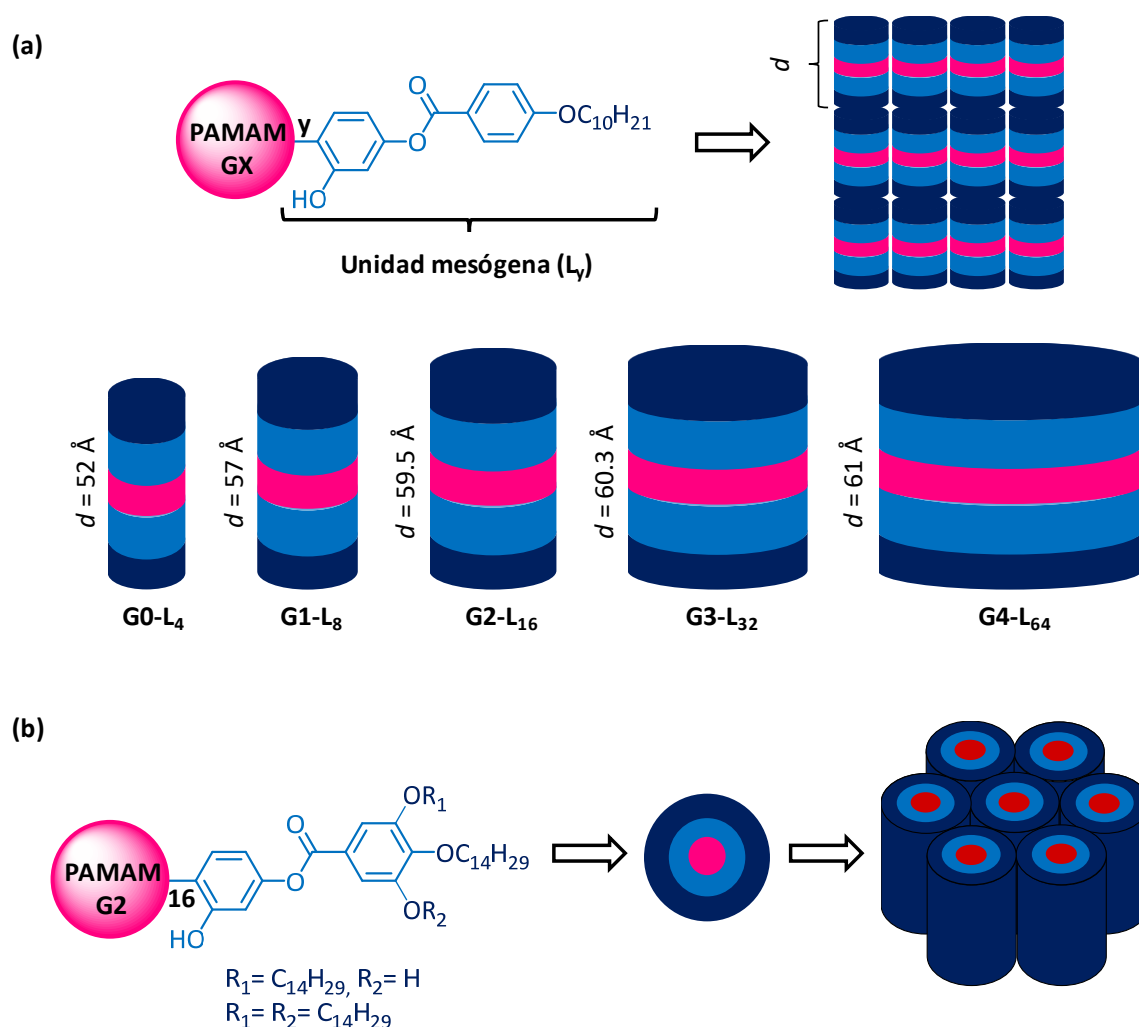 (a)
PAMAM
GX
y
O
O
OC₁₀H₂₁
HO
Unidad mesógena (Lᵧ)
d
d = 52 Å
d = 57 Å
d = 59.5 Å
d = 60.3 Å
d = 61 Å
G0-L₄
G1-L₈
G2-L₁₆
G3-L₃₂
G4-L₆₄
(b)
PAMAM
G2
16
O
O
OR₁
OC₁₄H₂₉
OR₂
HO
R₁= C₁₄H₂₉, R₂= H
R₁= R₂= C₁₄H₂₉